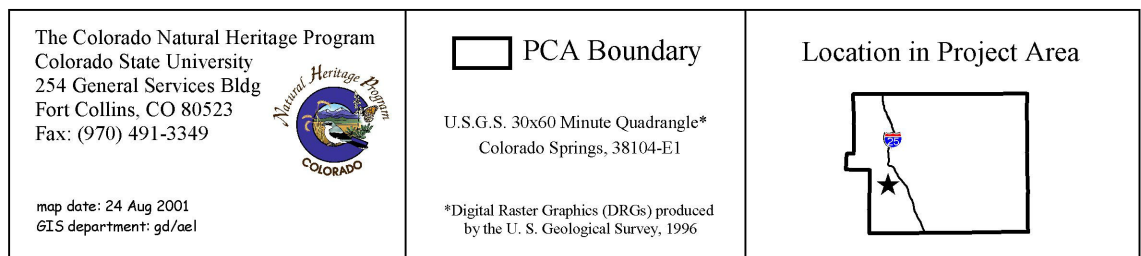 The Colorado Natural Heritage Program
Colorado State University
254 General Services Bldg
Fort Collins, CO 80523
Fax: (970) 491-3349
Natural Heritage Program
COLORADO
map date: 24 Aug 2001
GIS department: gd/ael
PCA Boundary
U.S.G.S. 30x60 Minute Quadrangle*
Colorado Springs, 38104-E1
*Digital Raster Graphics (DRGs) produced
by the U. S. Geological Survey, 1996
Location in Project Area
25